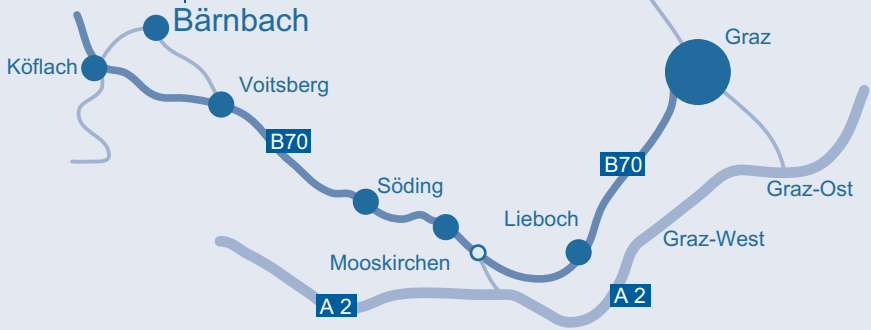 Bärnbach
Graz
Köflach
Voitsberg
B70
B70
Söding
Graz-Ost
Lieboch
Graz-West
Mooskirchen
A 2
A 2